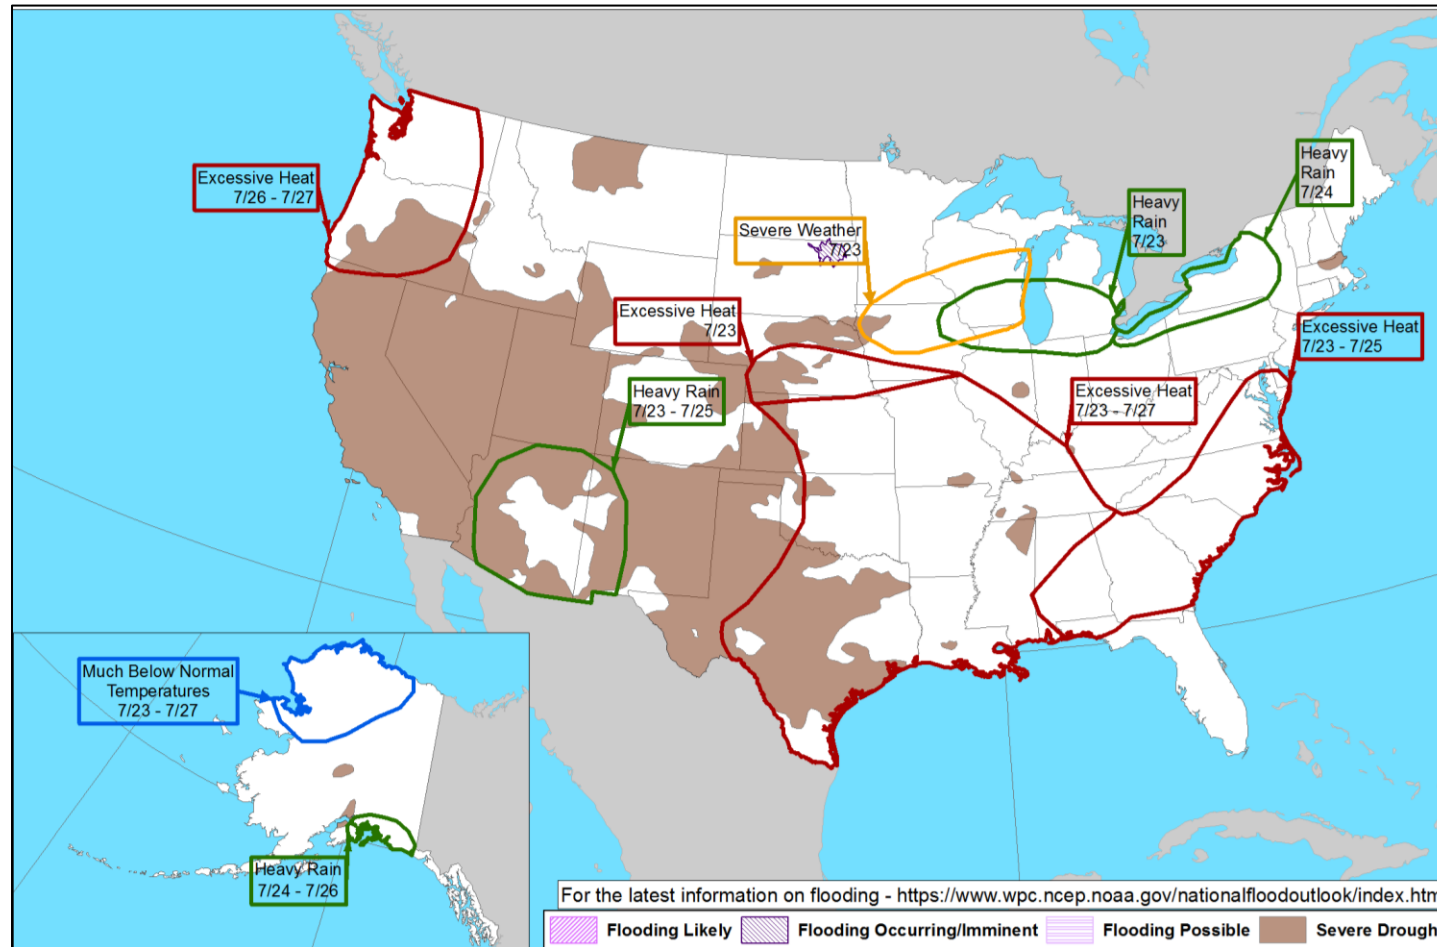 Heavy
Rain
7/24
Excessive Heat
7/26 - 7/27
Heavy
Rain
7/23
Severe Weather
7/23
Excessive Heat
7/23
Excessive Heat
7/23 - 7/25
Heavy Rain
7/23 - 7/25
Excessive Heat
7/23 - 7/27
Much Below Normal
Temperatures
7/23 - 7/27
Heavy Rain
7/24 - 7/26
For the latest information on flooding - https://www.wpc.ncep.noaa.gov/nationalfloodoutlook/index.htm
Flooding Likely
Flooding Occurring/Imminent
Flooding Possible
Severe Drough